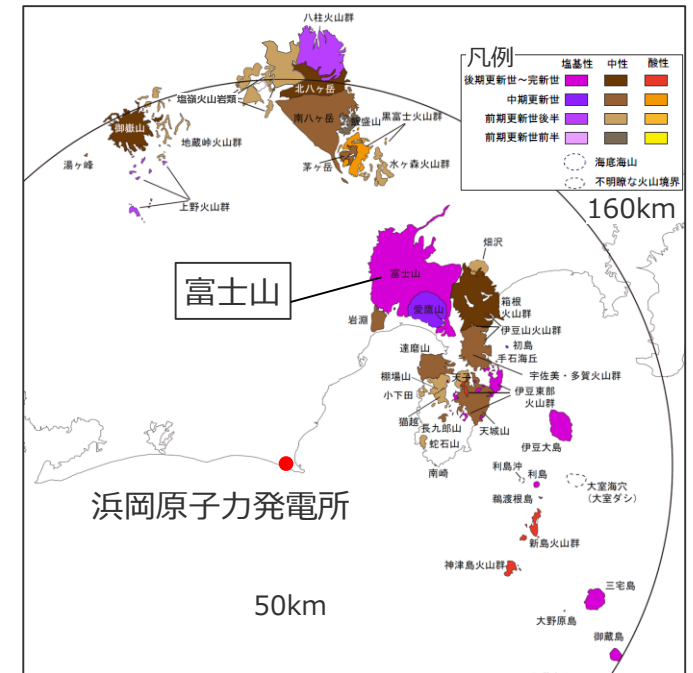 八柱火山群
凡例
塩基性 中性 酸性
後期更新世～完新世
中期更新世
前期更新世後半
前期更新世前半
海底海山
不明瞭な火山境界
160km
塩嶺火山岩類
北八ヶ岳
御嶽山
南八ヶ岳
飯盛山
黒富士火山群
地蔵峠火山群
湯ヶ峰
茅ヶ岳
水ヶ森火山群
上野火山群
畑沢
富士山
富士山
愛鷹山
箱根
火山群
岩淵
伊豆山火山群
初島
達磨山
手石海丘
棚場山
天子
宇佐美・多賀火山群
小下田
伊豆東部
火山群
猫越
長九郎山
天城山
蛇石山
伊豆大島
南崎
利島沖
利島
大室海穴
(大室ダシ)
浜岡原子力発電所
鵜渡根島
新島火山群
神津島火山群
三宅島
50km
大野原島
御蔵島